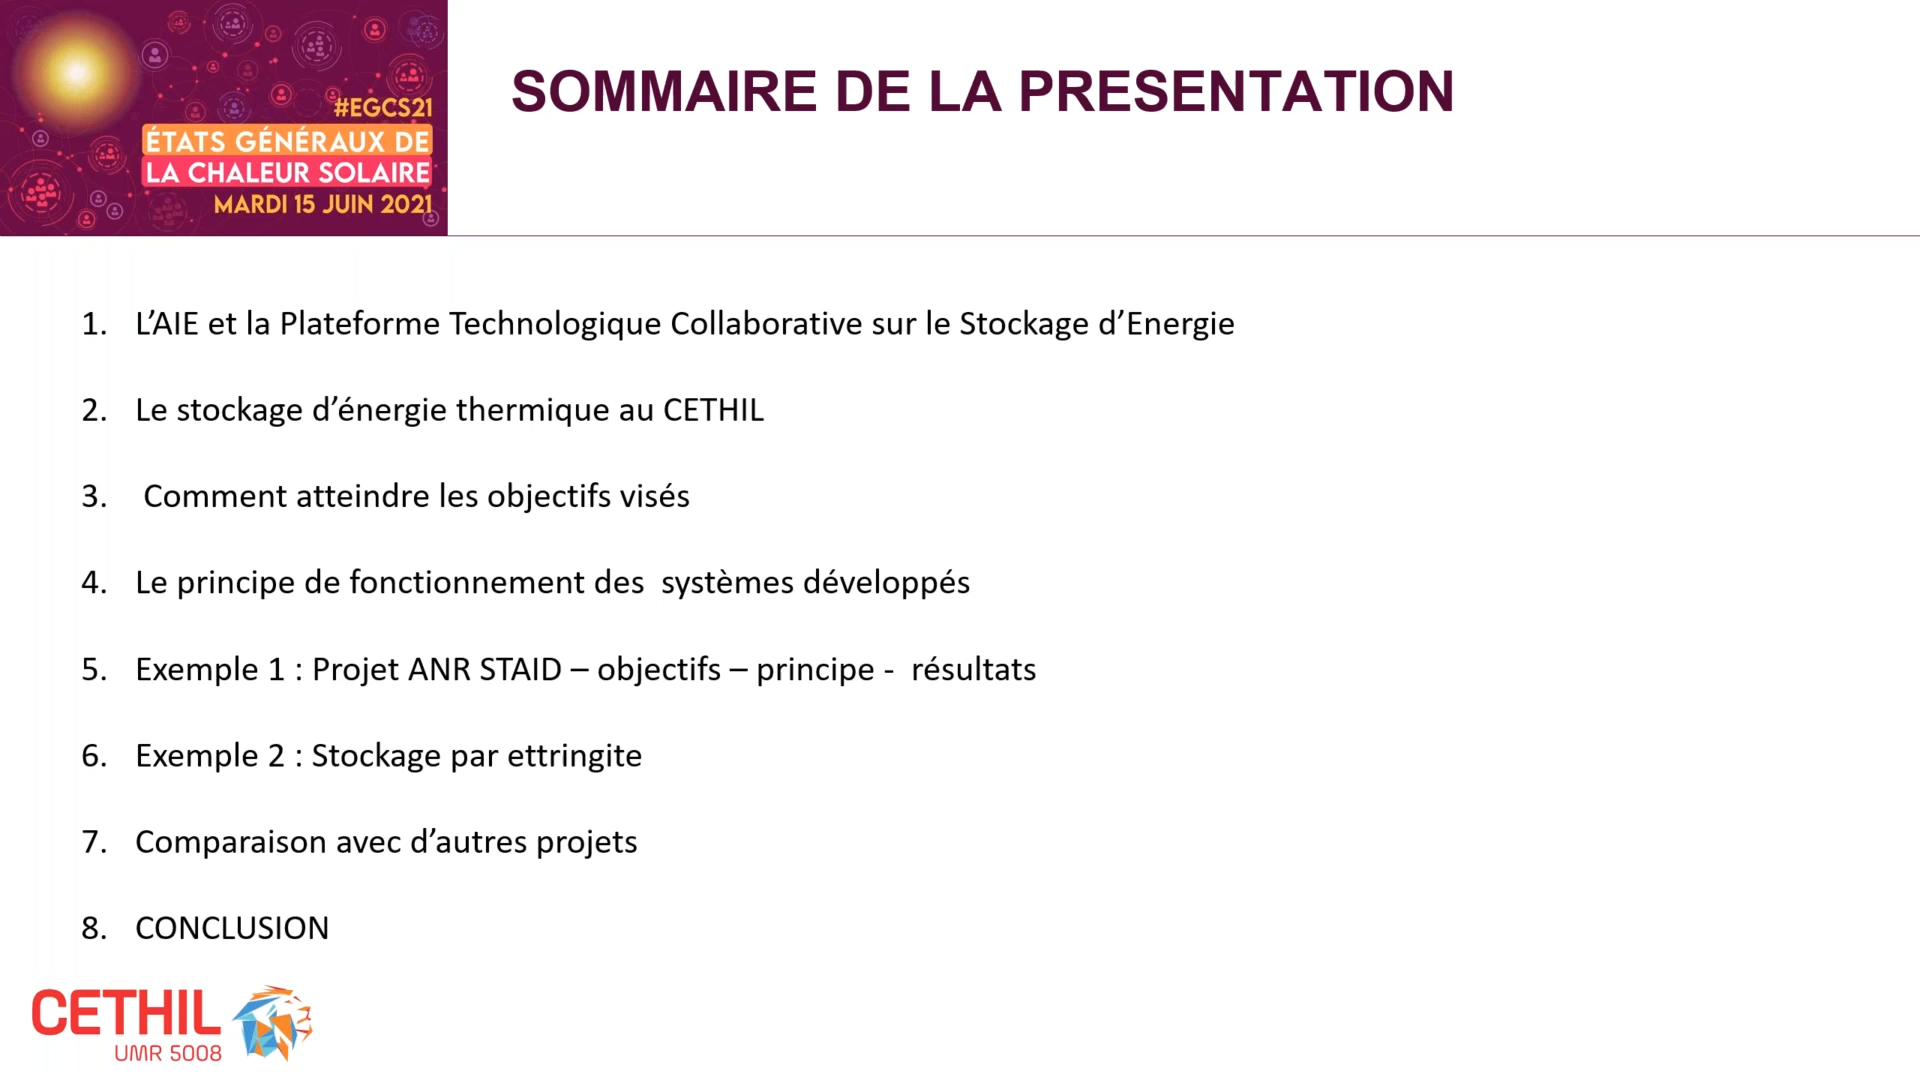 #EGCS21
ÉTATS GÉNÉRAUX DE
LA CHALEUR SOLAIRE
MARDI 15 JUIN 2021
SOMMAIRE DE LA PRESENTATION
1. L’AIE et la Plateforme Technologique Collaborative sur le Stockage d’Energie
2. Le stockage d’énergie thermique au CETHIL
3. Comment atteindre les objectifs visés
4. Le principe de fonctionnement des systèmes développés
5. Exemple 1 : Projet ANR STAID – objectifs – principe - résultats
6. Exemple 2 : Stockage par ettringite
7. Comparaison avec d’autres projets
8. CONCLUSION
CETHIL
UMR 5008